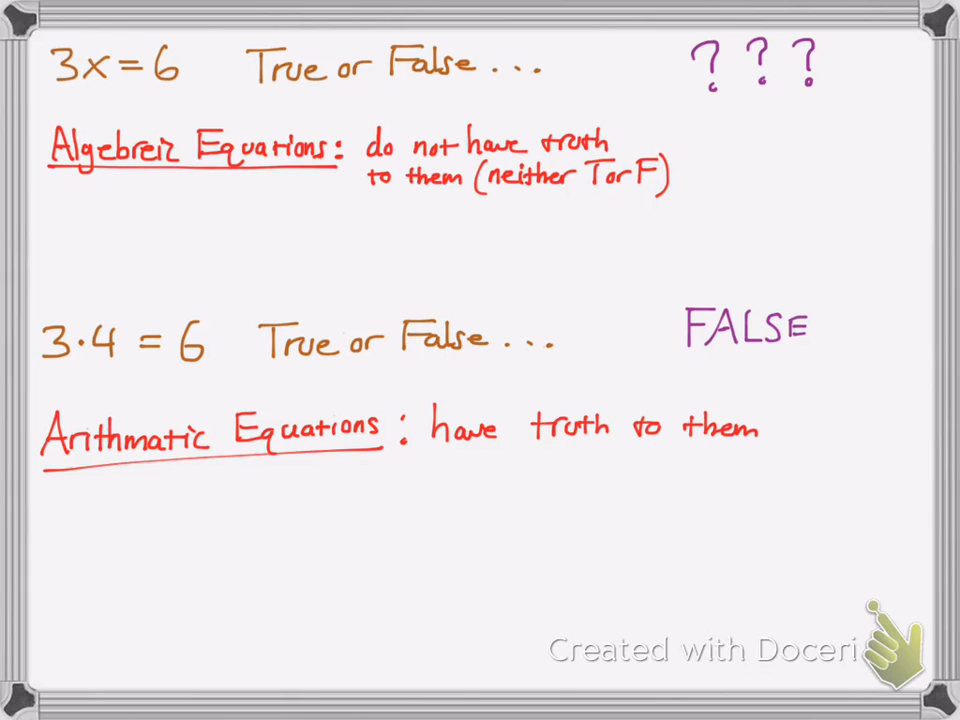 3x = 6 True or False... ? ? ?
Algebreic Equations: do not have truth
to them (neither T or F)
3·4 = 6 True or False... FALSE
Arithmatic Equations: have truth to them
Created with Doceri